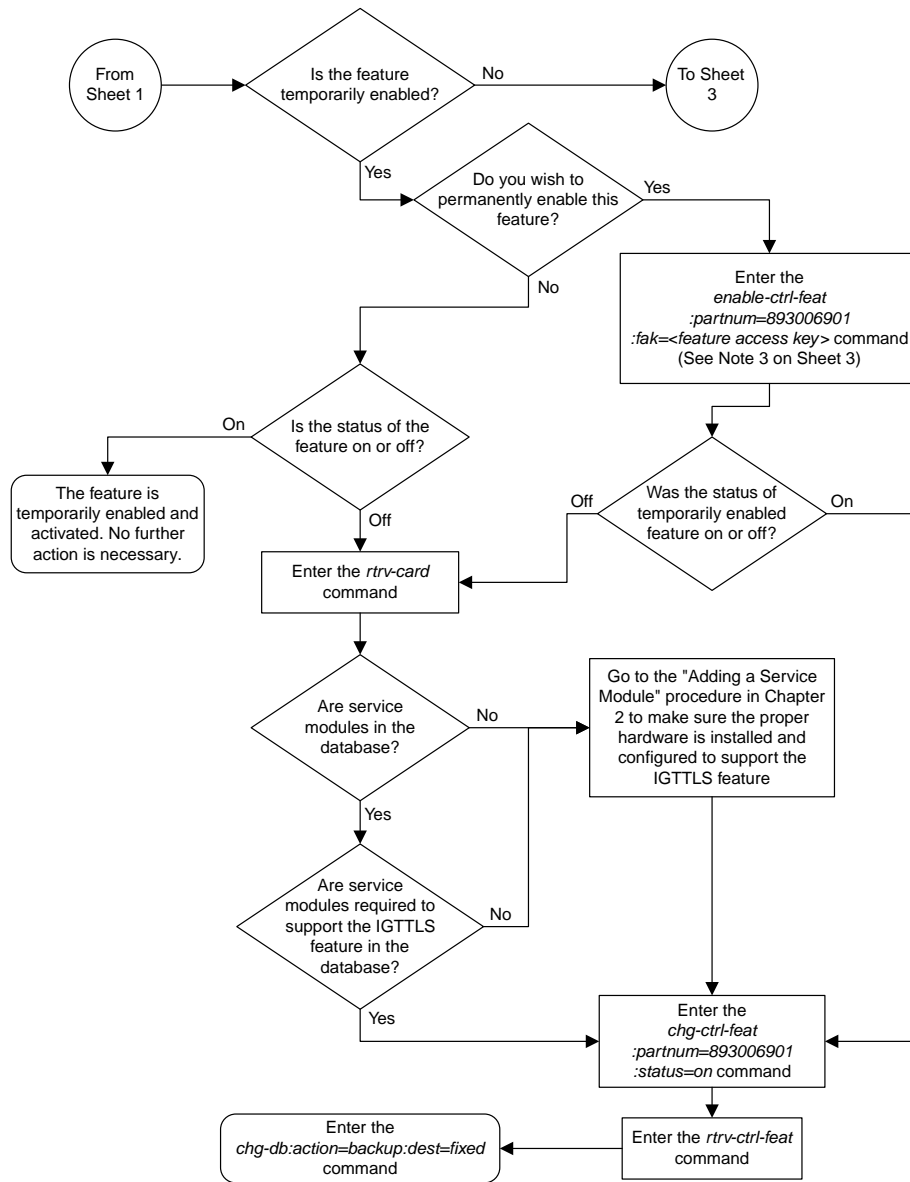 From
Sheet 1
Is the feature
temporarily enabled?
No
To Sheet
3
Yes
Do you wish to
permanently enable this
feature?
Yes
No
Enter the
enable-ctrl-feat
:partnum=893006901
:fak=<feature access key> command
(See Note 3 on Sheet 3)
Is the status of the
feature on or off?
On
The feature is
temporarily enabled and
activated. No further
action is necessary.
Off
Was the status of
temporarily enabled
feature on or off?
Off
On
Enter the rtrv-card
command
Are service
modules in the
database?
No
Go to the "Adding a Service
Module" procedure in Chapter
2 to make sure the proper
hardware is installed and
configured to support the
IGTTLS feature
Yes
Are service
modules required to
support the IGTTLS
feature in the
database?
No
Yes
Enter the
chg-ctrl-feat
:partnum=893006901
:status=on command
Enter the rtrv-ctrl-feat
command
Enter the
chg-db:action=backup:dest=fixed
command